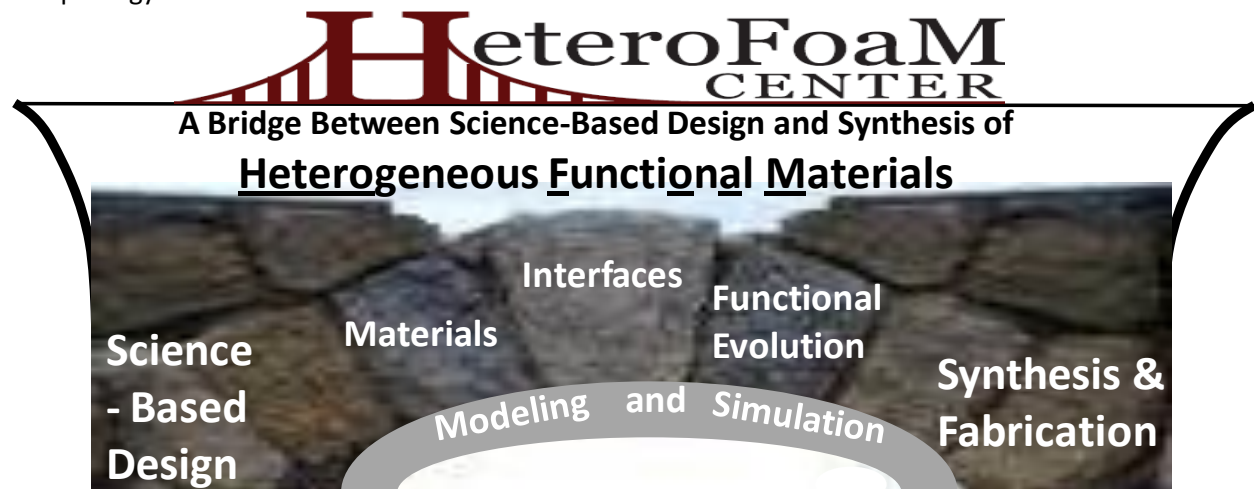 HeteroFoaM
CENTER
A Bridge Between Science-Based Design and Synthesis of
Heterogeneous Functional Materials
Interfaces
Functional
Evolution
Materials
Science
- Based
Design
Synthesis &
Fabrication
Modeling and Simulation